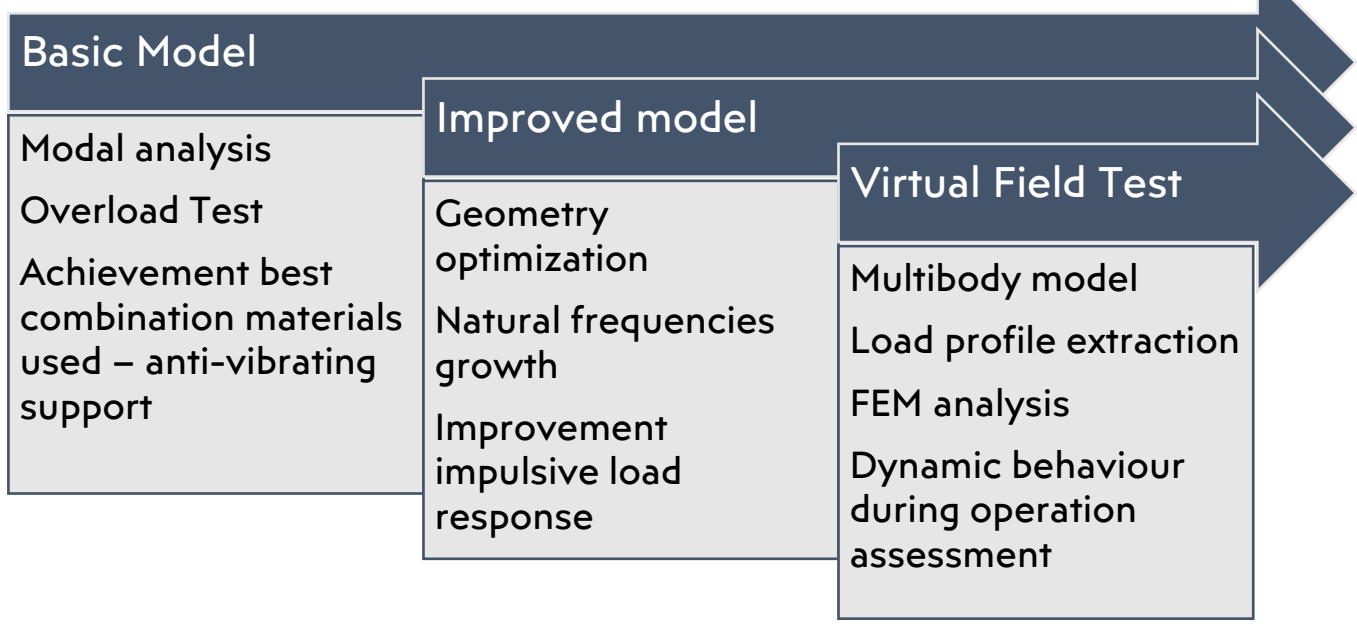 Basic Model
Modal analysis
Overload Test
Achievement best
combination materials
used – anti-vibrating
support
Improved model
Geometry
optimization
Natural frequencies
growth
Improvement
impulsive load
response
Virtual Field Test
Multibody model
Load profile extraction
FEM analysis
Dynamic behaviour
during operation
assessment